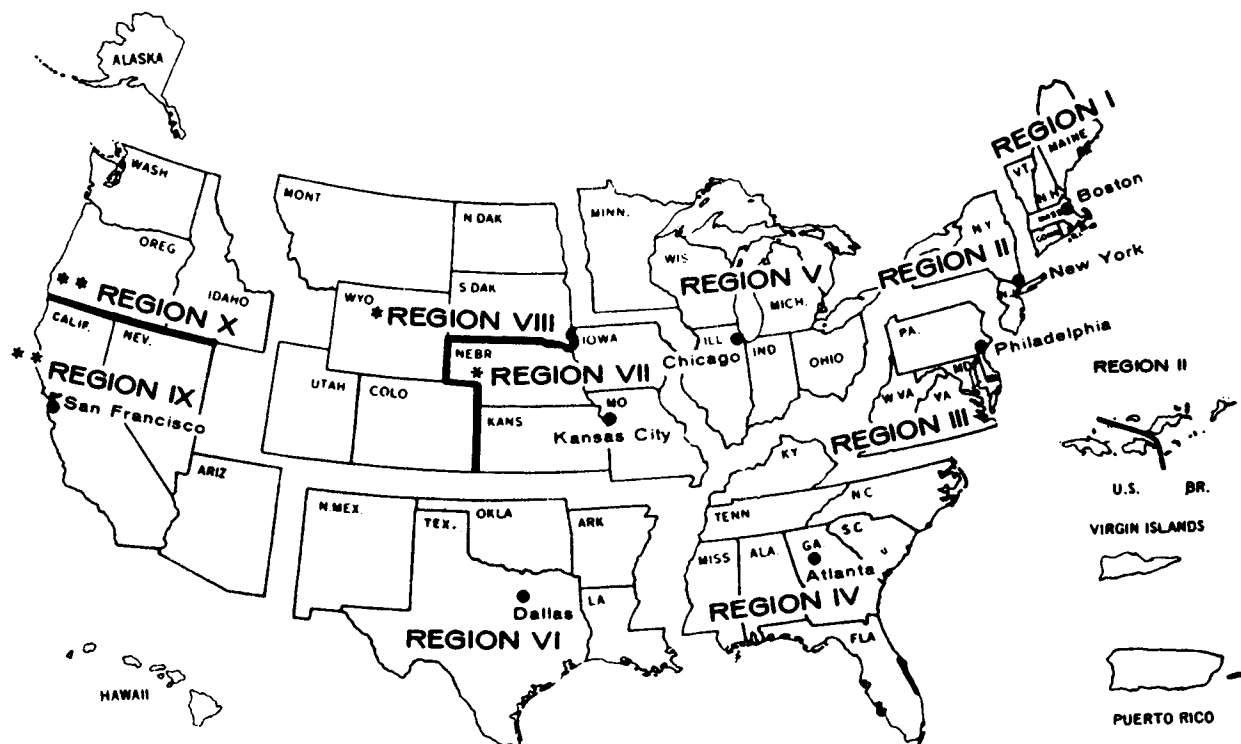 ALASKA
REGION I
MAINE
VT.
N.H.
MASS
CONN
Boston
WASH
MONT
N DAK
MINN.
OREG
WIS
N Y
REGION II
New York
N.J.
REGION V
S DAK
IDAHO
WYO
MICH.
** REGION X
* REGION VIII
CALIF.
NEV.
IOWA
ILL
Chicago
IND
OHIO
PA.
Philadelphia
NEBR
* REGION VII
**
REGION IX
San Francisco
UTAH
COLO
MO
KANS
Kansas City
MD
W VA
VA
REGION III
REGION II
KY
ARIZ
N.MEX.
OKLA
TEX.
ARK
TENN
N C
S C
U.S.
BR.
VIRGIN ISLANDS
MISS
ALA.
GA
Atlanta
Dallas
LA
REGION IV
REGION VI
FLA
HAWAII
PUERTO RICO